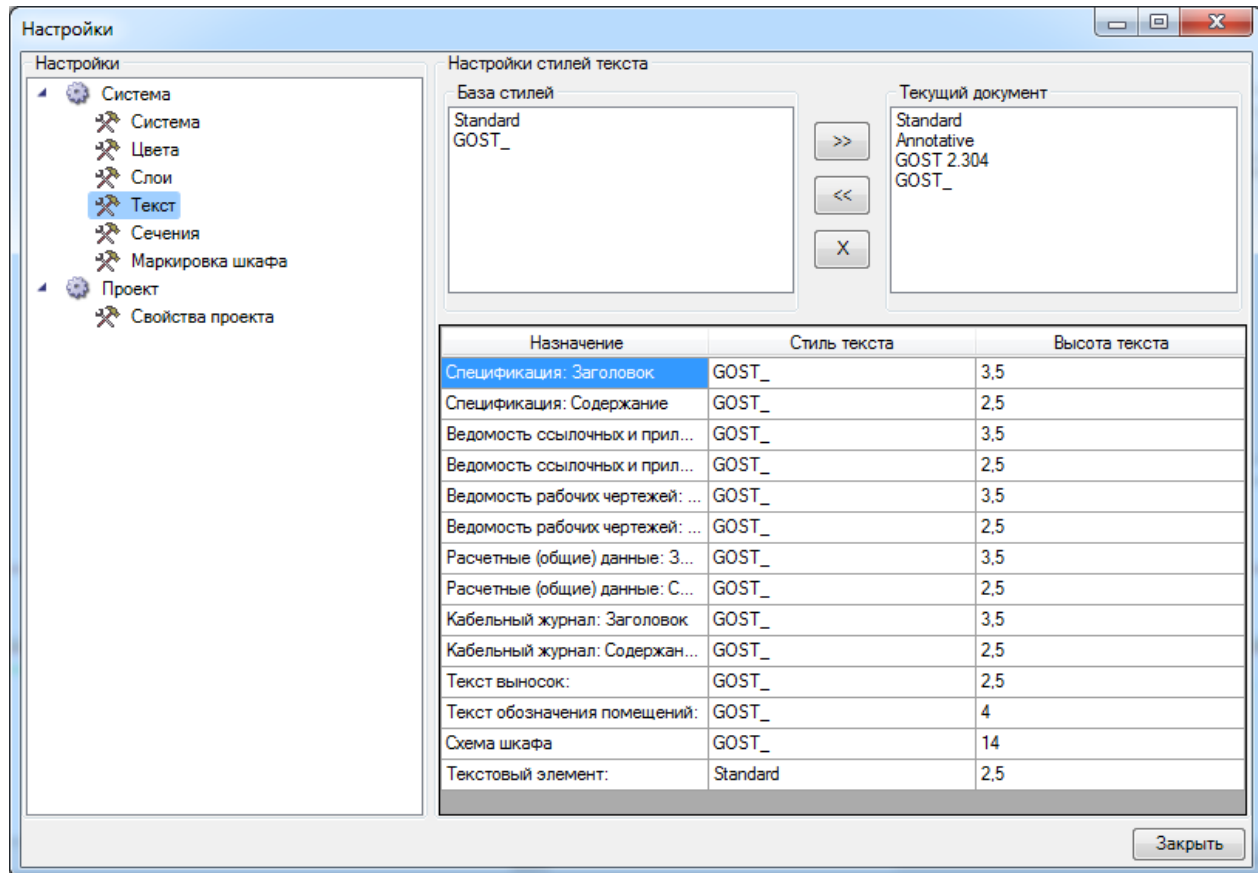 Настройки
Настройки
Система
Система
Цвета
Слои
Текст
Сечения
Маркировка шкафа
Проект
Свойства проекта
Настройки стилей текста
База стилей
Standard
GOST_
>>
<<
X
Текущий документ
Standard
Annotative
GOST 2.304
GOST_
Назначение Стиль текста Высота текста
Спецификация: Заголовок GOST_ 3,5
Спецификация: Содержание GOST_ 2,5
Ведомость ссылочных и прил... GOST_ 3,5
Ведомость ссылочных и прил... GOST_ 2,5
Ведомость рабочих чертежей: ... GOST_ 3,5
Ведомость рабочих чертежей: ... GOST_ 2,5
Расчетные (общие) данные: З... GOST_ 3,5
Расчетные (общие) данные: С... GOST_ 2,5
Кабельный журнал: Заголовок GOST_ 3,5
Кабельный журнал: Содержан... GOST_ 2,5
Текст выносок: GOST_ 2,5
Текст обозначения помещений: GOST_ 4
Схема шкафа GOST_ 14
Текстовый элемент: Standard 2,5
Закрыть